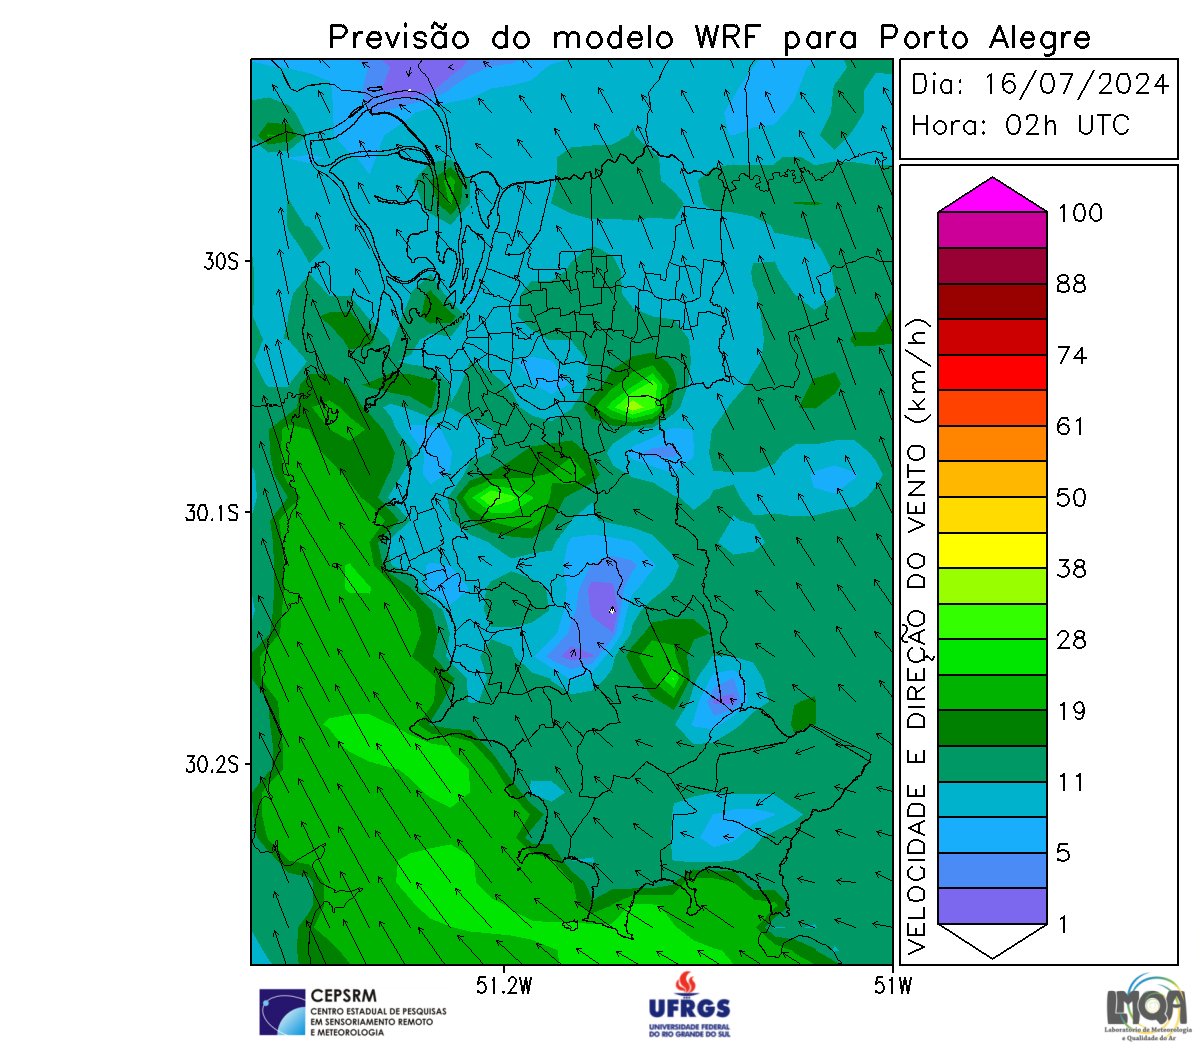 Previsão do modelo WRF para Porto Alegre
Dia: 16/07/2024
Hora: 02h UTC
30S
30.1S
30.2S
51.2W
51W
VELOCIDADE E DIREÇÃO DO VENTO (km/h)
100
88
74
61
50
38
28
19
11
5
1
CEPSRM
CENTRO ESTADUAL DE PESQUISAS
EM SENSORIAMENTO REMOTO
E METEOROLOGIA
UFRGS
UNIVERSIDADE FEDERAL
DO RIO GRANDE DO SUL
LMQA
Laboratório de Meteorologia
e Qualidade do Ar